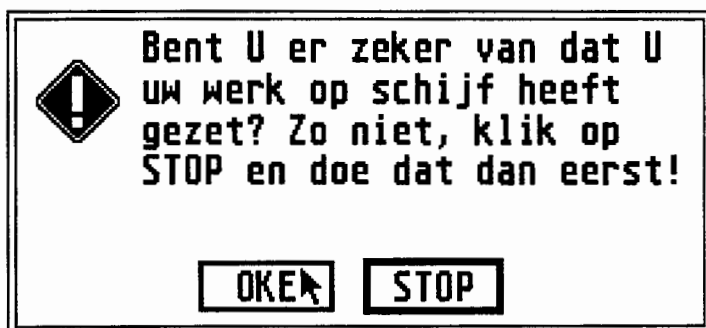 Bent U er zeker van dat U
uw werk op schijf heeft
gezet? Zo niet, klik op
STOP en doe dat dan eerst!
OKE STOP